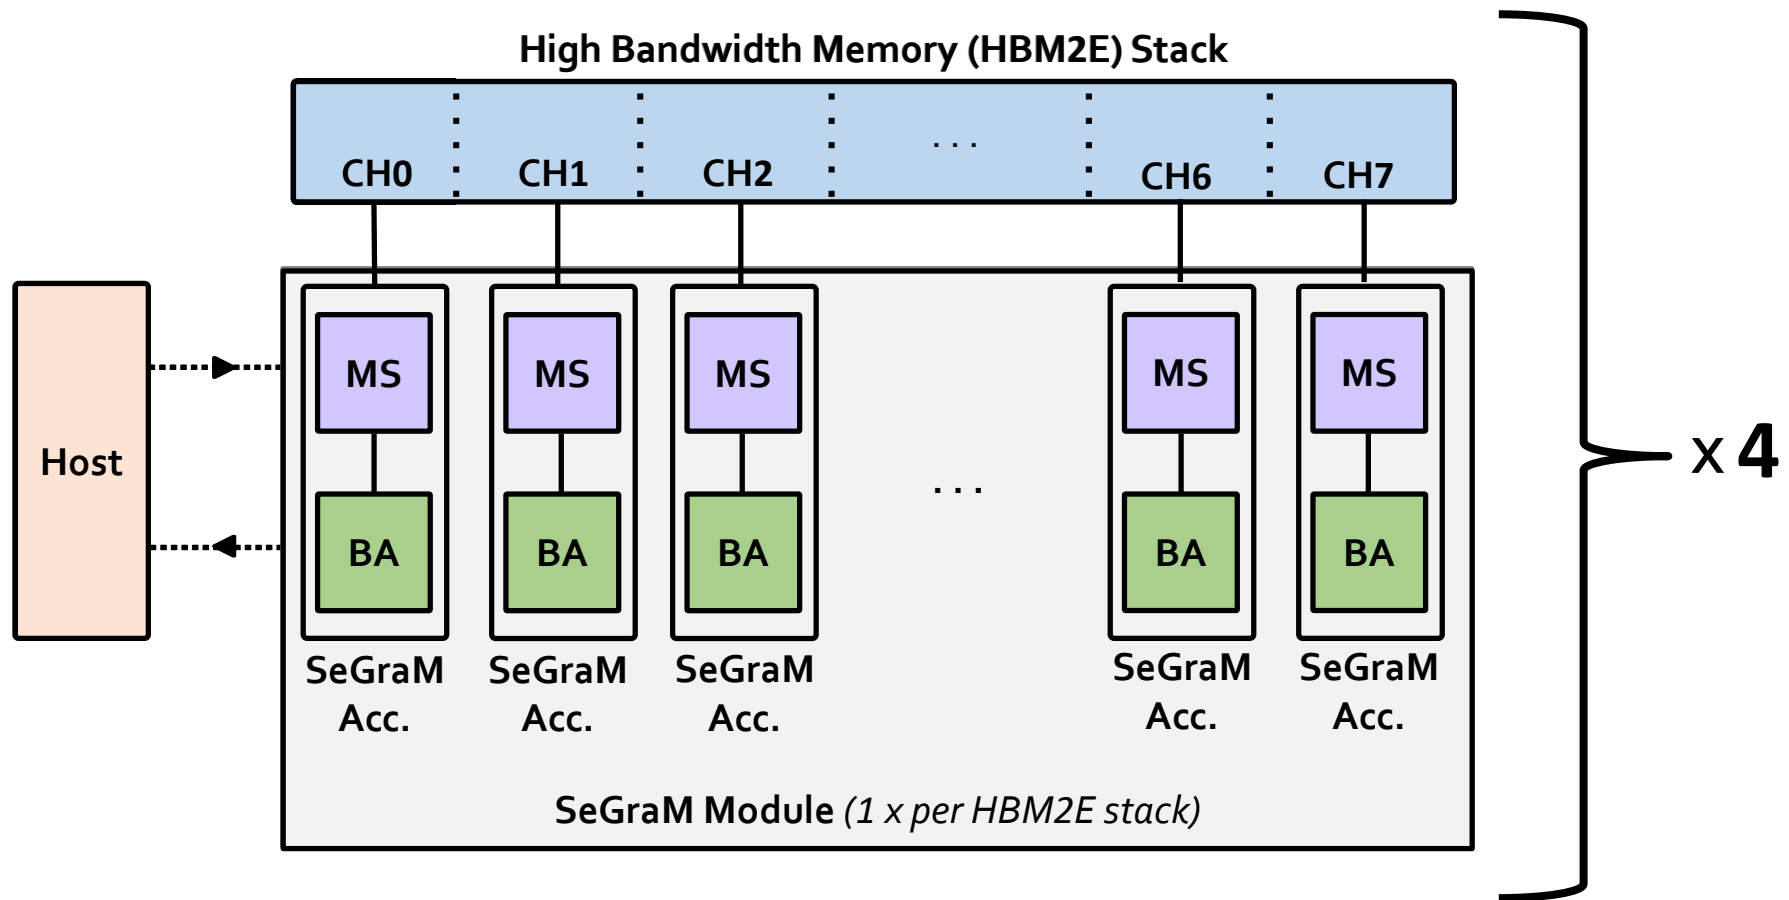 High Bandwidth Memory (HBM2E) Stack
CH0 CH1 CH2 ... CH6 CH7
MS MS MS MS MS
Host
...
x 4
BA BA BA BA BA
SeGraM SeGraM SeGraM SeGraM SeGraM
Acc. Acc. Acc. Acc. Acc.
SeGraM Module (1 x per HBM2E stack)